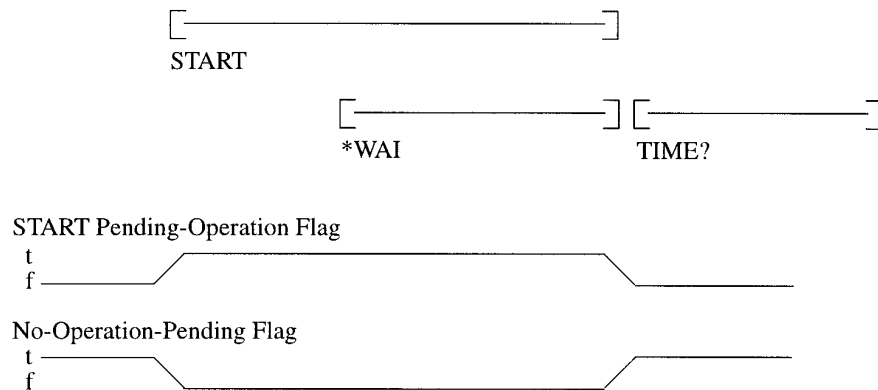 START
*WAI TIME?
START Pending-Operation Flag
t
f
No-Operation-Pending Flag
t
f